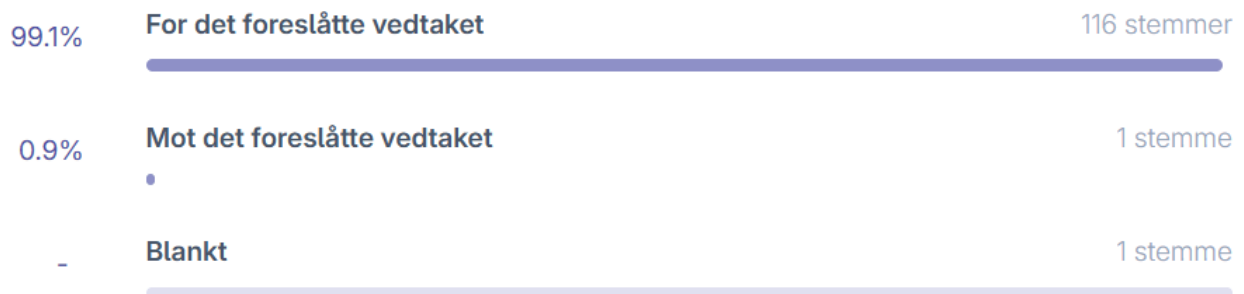 99.1% For det foreslåtte vedtaket 116 stemmer
0.9% Mot det foreslåtte vedtaket 1 stemme
- Blankt 1 stemme